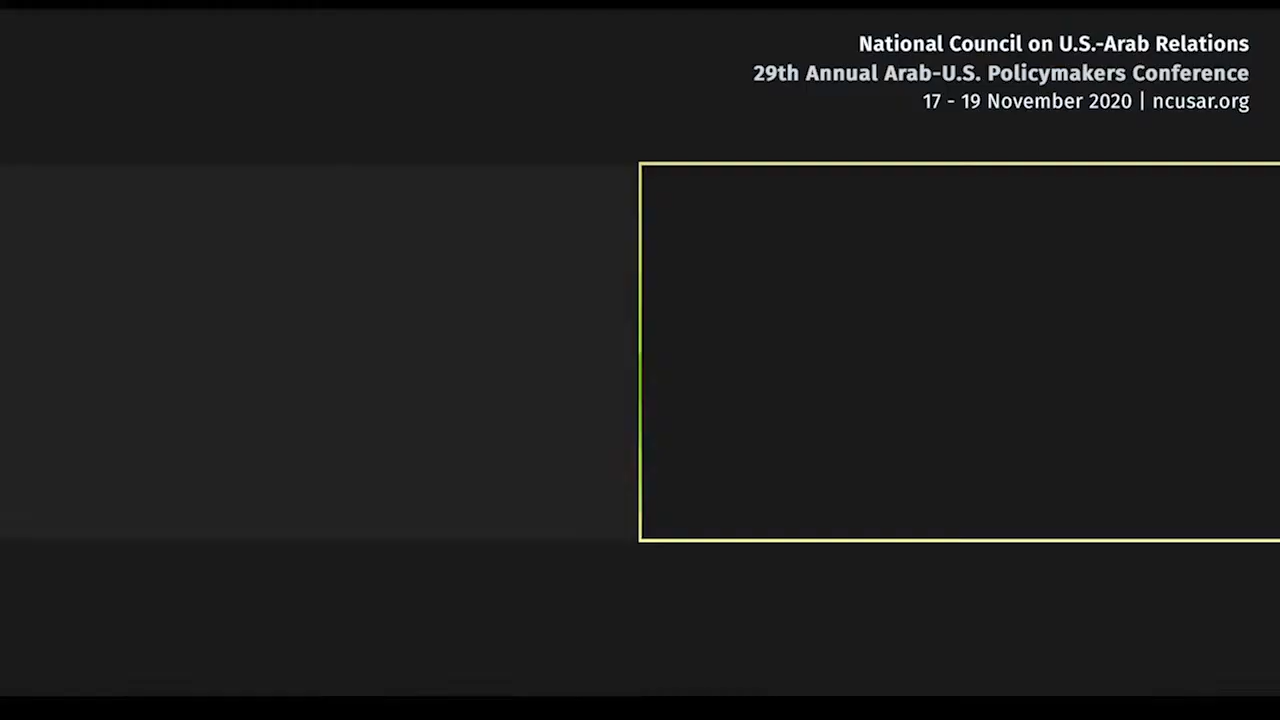 National Council on U.S.-Arab Relations
29th Annual Arab-U.S. Policymakers Conference
17 - 19 November 2020 | ncusar.org